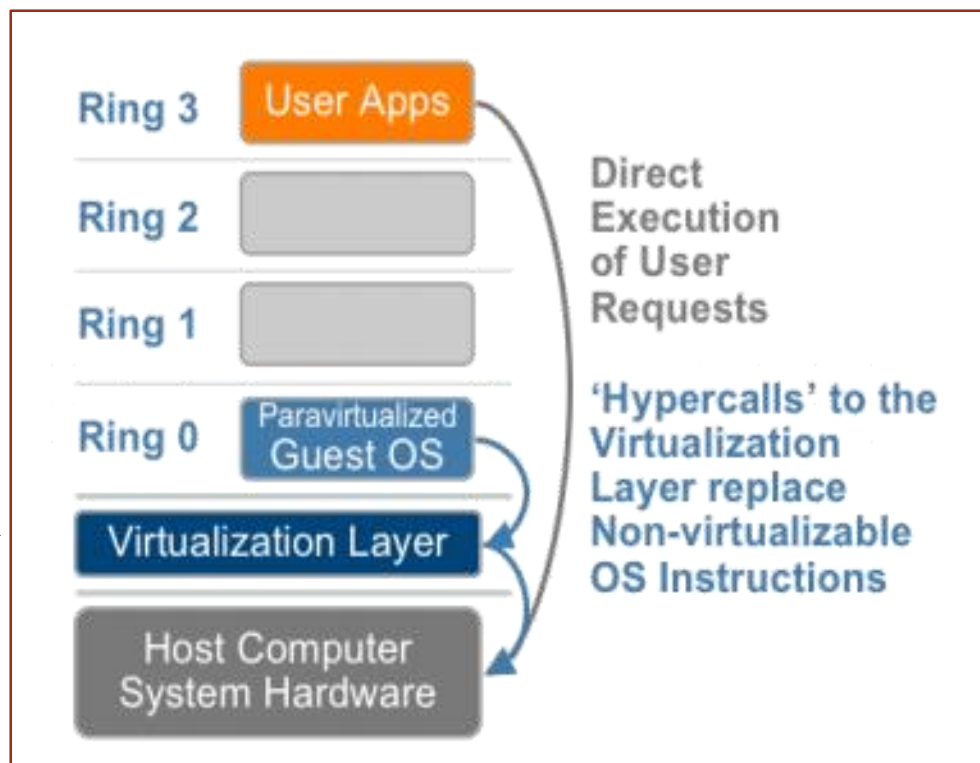 Ring 3
User Apps
Ring 2
Ring 1
Ring 0
Paravirtualized
Guest OS
Virtualization Layer
Host Computer
System Hardware
Direct
Execution
of User
Requests
‘Hypercalls’ to the
Virtualization
Layer replace
Non-virtualizable
OS Instructions